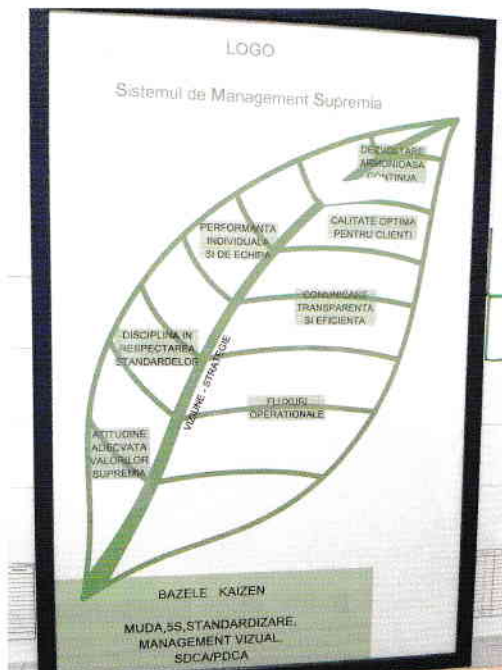 LOGO
Sistemul de Management Supremia
DEZVOLTARE
ARMONIOASA
CONTINUA
CALITATE OPTIMA
PENTRU CLIENTI
PERFORMANTA
INDIVIDUALA
SI DE ECHIPA
COMUNICARE
TRANSPARENTA
SI EFICIENTA
DISCIPLINA IN
RESPECTAREA
STANDARDELOR
VIZIUNE - STRATEGIE
FLUXURI
OPERATIONALE
ATITUDINE
ADECVATA
VALORILOR
SUPREMIA
BAZELE KAIZEN
MUDA,5S,STANDARDIZARE,
MANAGEMENT VIZUAL,
SDCA/PDCA